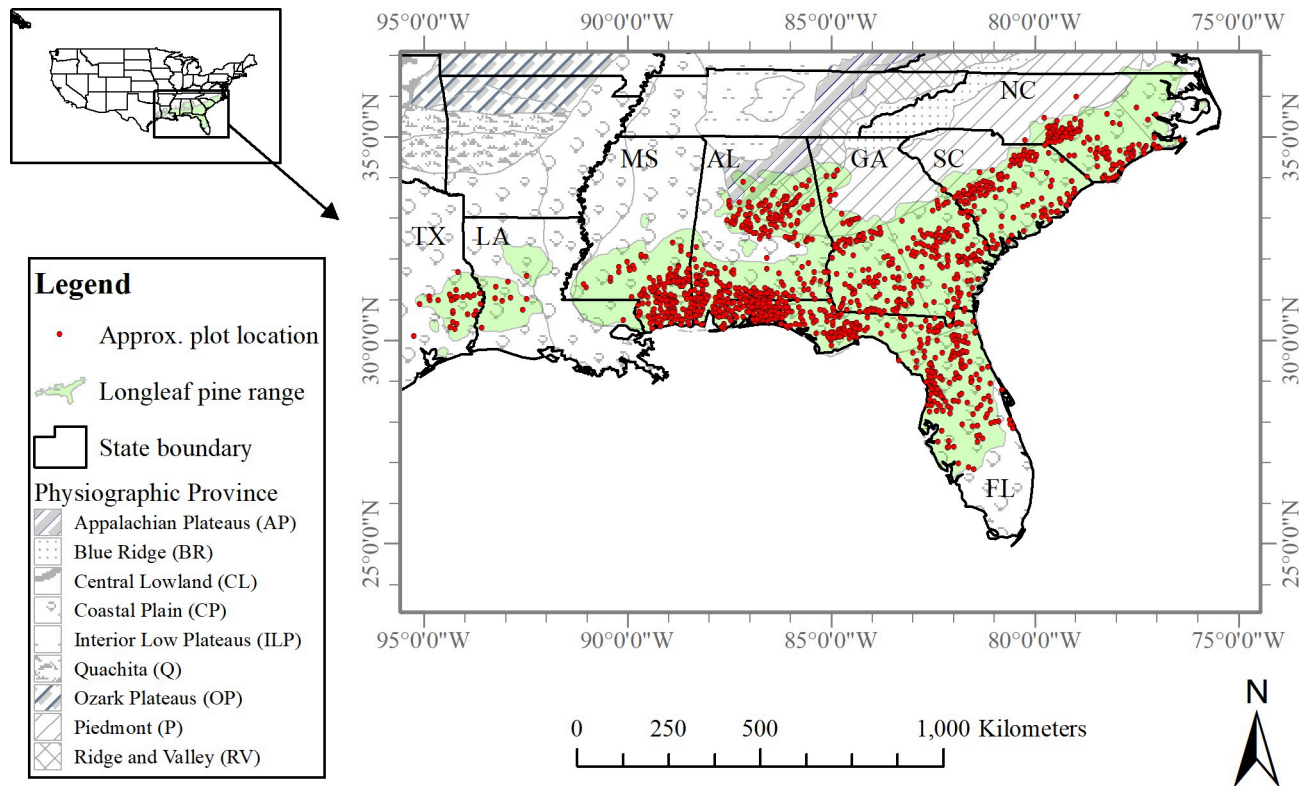 95°0'0"W 90°0'0"W 85°0'0"W 80°0'0"W 75°0'0"W
35°0'0"N
30°0'0"N
25°0'0"N
NC
MS
AL
GA
SC
TX
LA
FL
35°0'0"N
30°0'0"N
25°0'0"N
95°0'0"W 90°0'0"W 85°0'0"W 80°0'0"W 75°0'0"W
Legend
Approx. plot location
Longleaf pine range
State boundary
Physiographic Province
Appalachian Plateaus (AP)
Blue Ridge (BR)
Central Lowland (CL)
Coastal Plain (CP)
Interior Low Plateaus (ILP)
Quachita (Q)
Ozark Plateaus (OP)
Piedmont (P)
Ridge and Valley (RV)
0 250 500 1,000 Kilometers
N